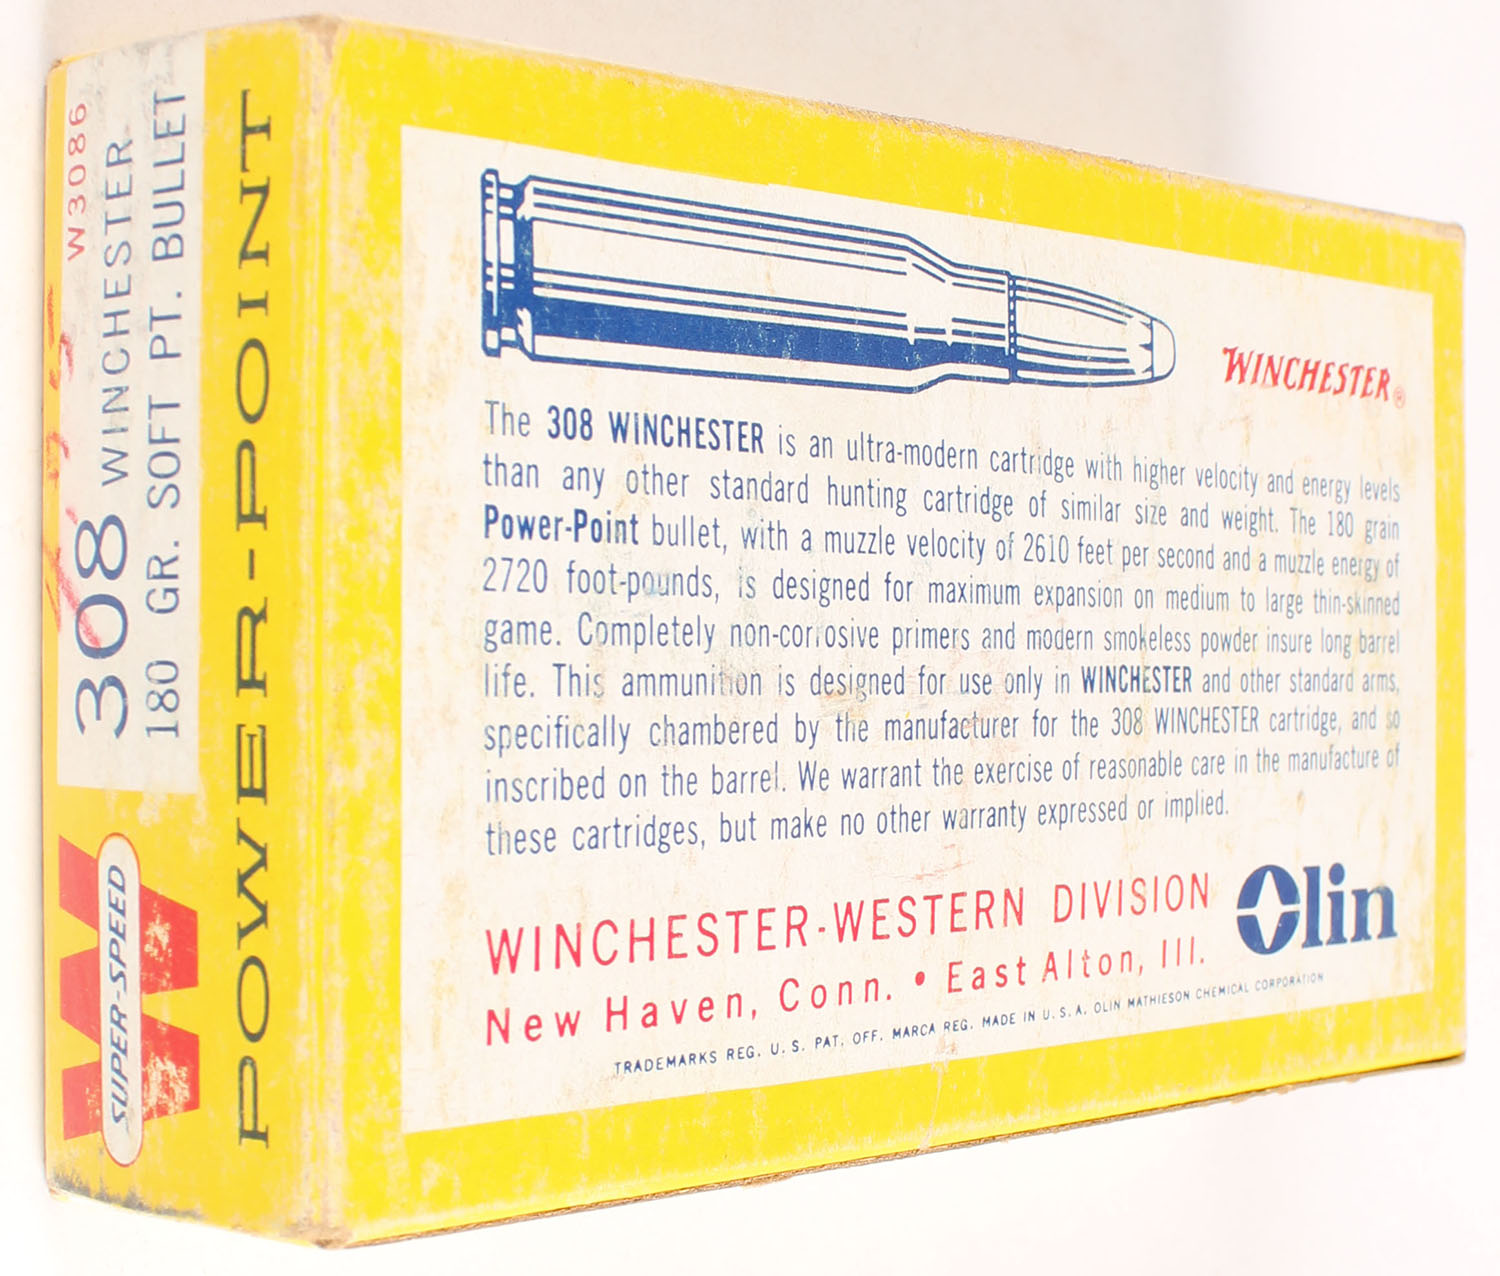 W3086
308 WINCHESTER
180 GR. SOFT PT. BULLET
SUPER-SPEED
W
POWER-POINT
WINCHESTER®
The 308 WINCHESTER is an ultra-modern cartridge with higher velocity and energy levels
than any other standard hunting cartridge of similar size and weight. The 180 grain
Power-Point bullet, with a muzzle velocity of 2610 feet per second and a muzzle energy of
2720 foot-pounds, is designed for maximum expansion on medium to large thin-skinned
game. Completely non-corrosive primers and modern smokeless powder insure long barrel
life. This ammunition is designed for use only in WINCHESTER and other standard arms,
specifically chambered by the manufacturer for the 308 WINCHESTER cartridge, and so
inscribed on the barrel. We warrant the exercise of reasonable care in the manufacture of
these cartridges, but make no other warranty expressed or implied.
WINCHESTER-WESTERN DIVISION
New Haven, Conn. • East Alton, Ill.
Olin
TRADEMARKS REG. U. S. PAT. OFF. MARCA REG. MADE IN U. S. A. OLIN MATHIESON CHEMICAL CORPORATION